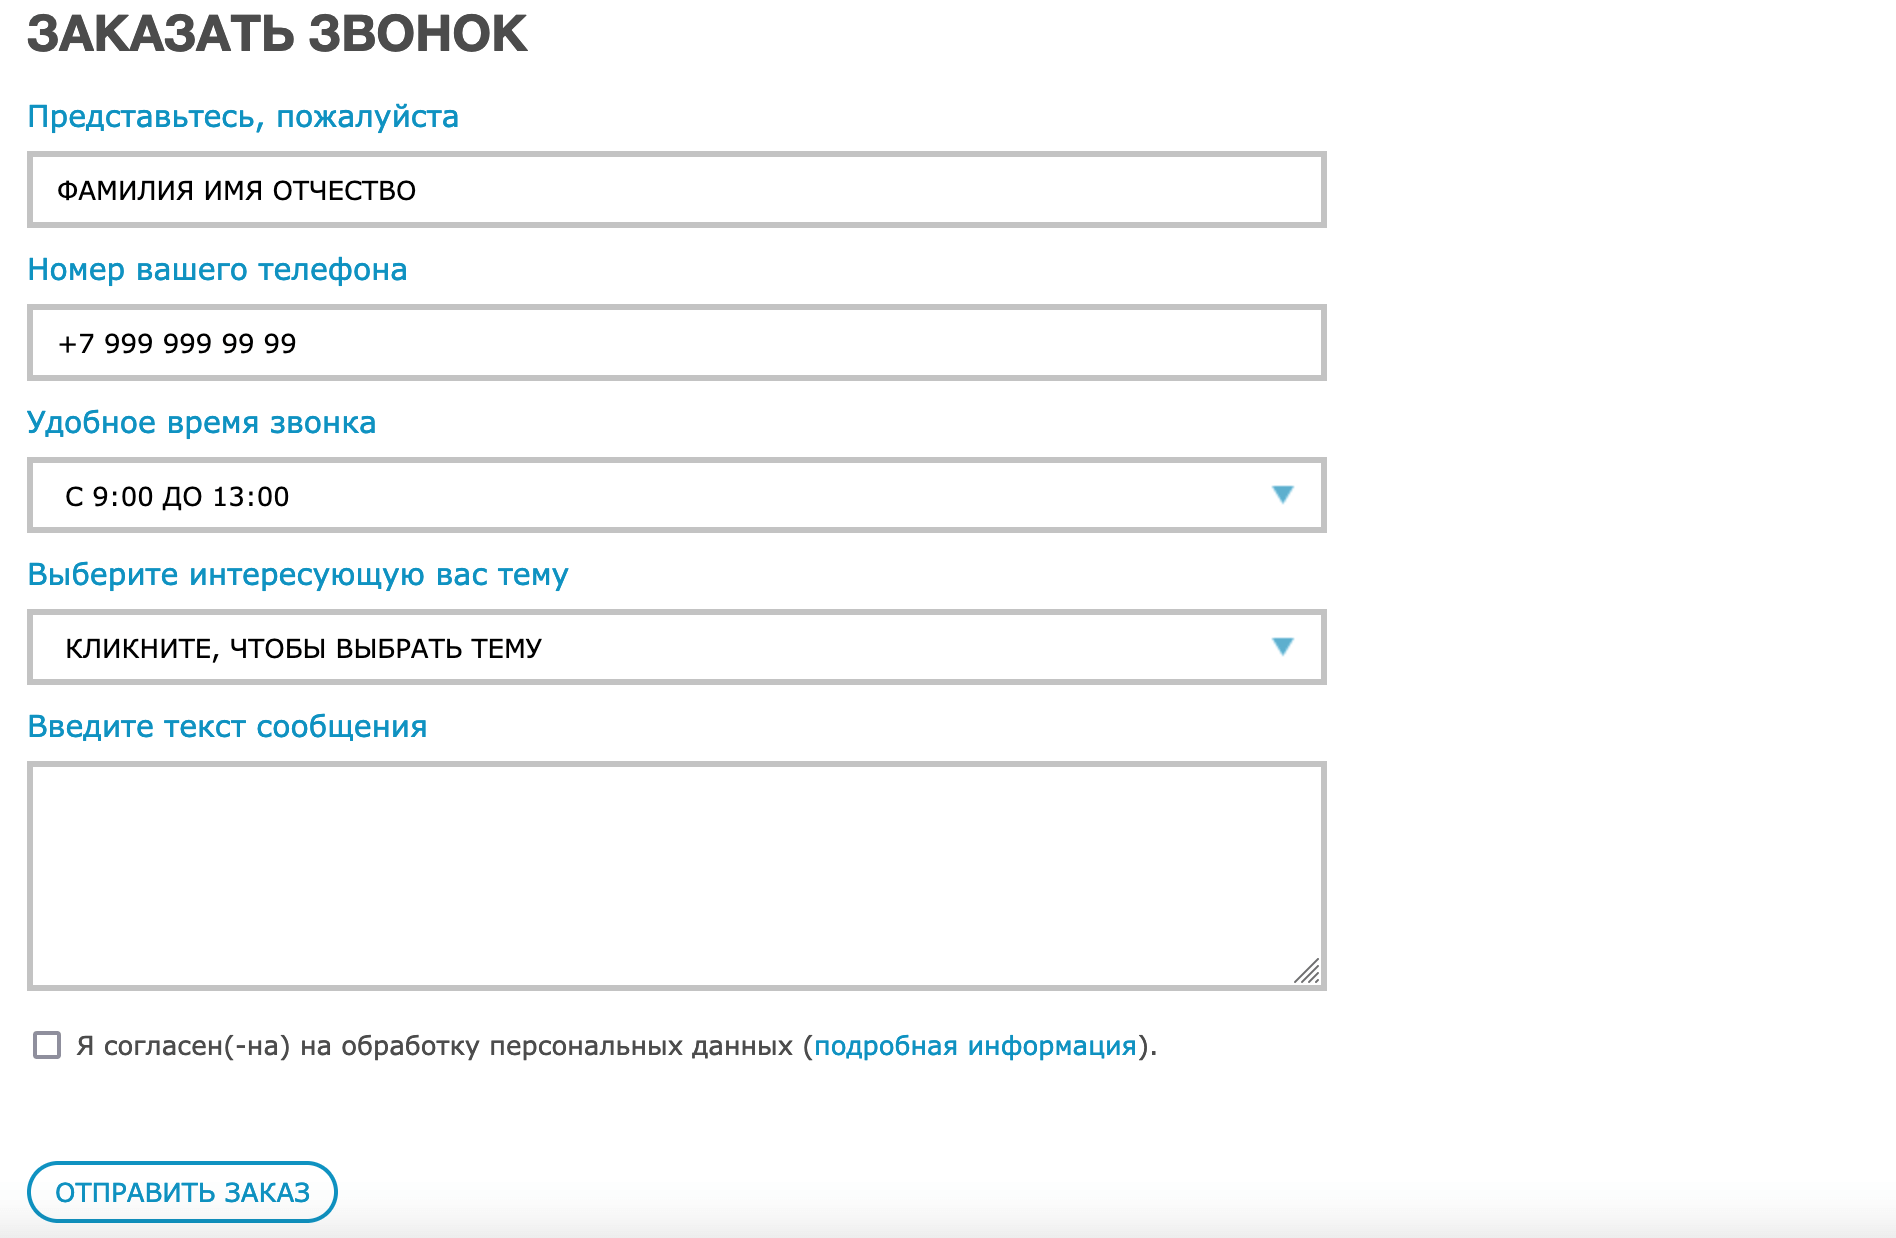 ЗАКАЗАТЬ ЗВОНОК
Представьтесь, пожалуйста
ФАМИЛИЯ ИМЯ ОТЧЕСТВО
Номер вашего телефона
+7 999 999 99 99
Удобное время звонка
С 9:00 ДО 13:00
Выберите интересующую вас тему
КЛИКНИТЕ, ЧТОБЫ ВЫБРАТЬ ТЕМУ
Введите текст сообщения
Я согласен(-на) на обработку персональных данных (подробная информация).
ОТПРАВИТЬ ЗАКАЗ